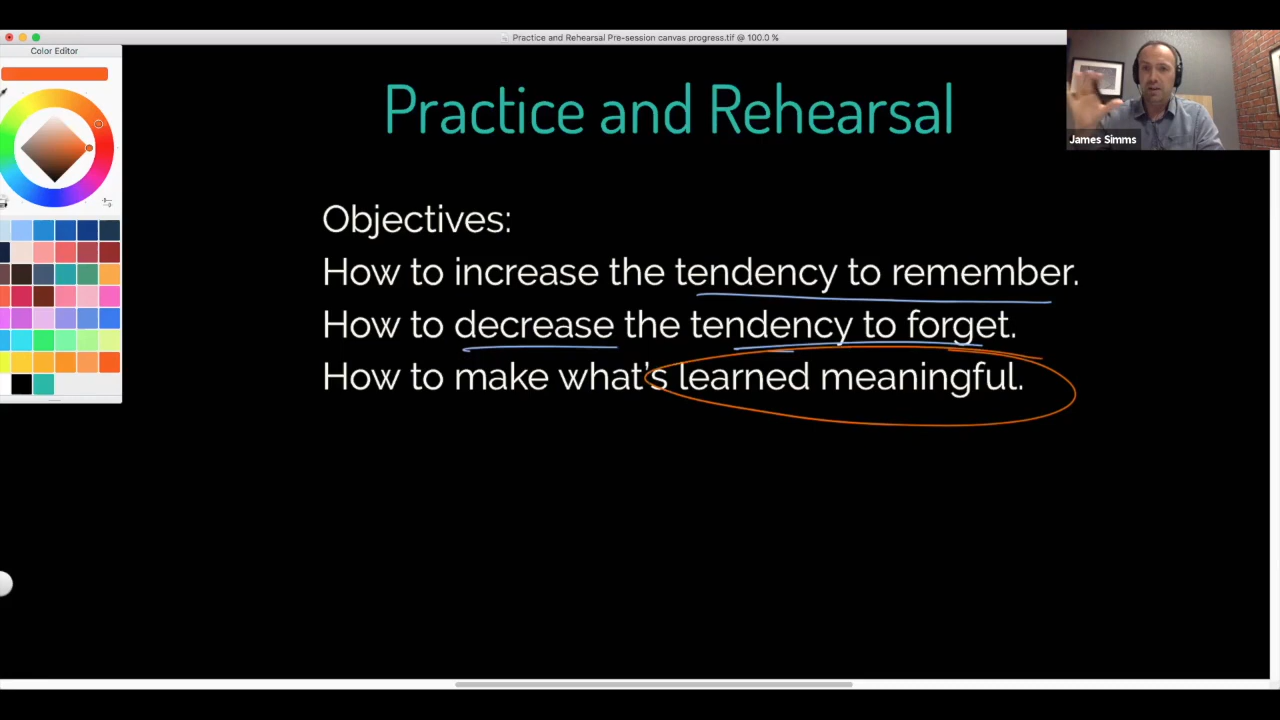 Practice and Rehearsal Pre-session canvas progress.tif @ 100.0 %
Color Editor
Practice and Rehearsal
James Simms
Objectives:
How to increase the tendency to remember.
How to decrease the tendency to forget.
How to make what's learned meaningful.